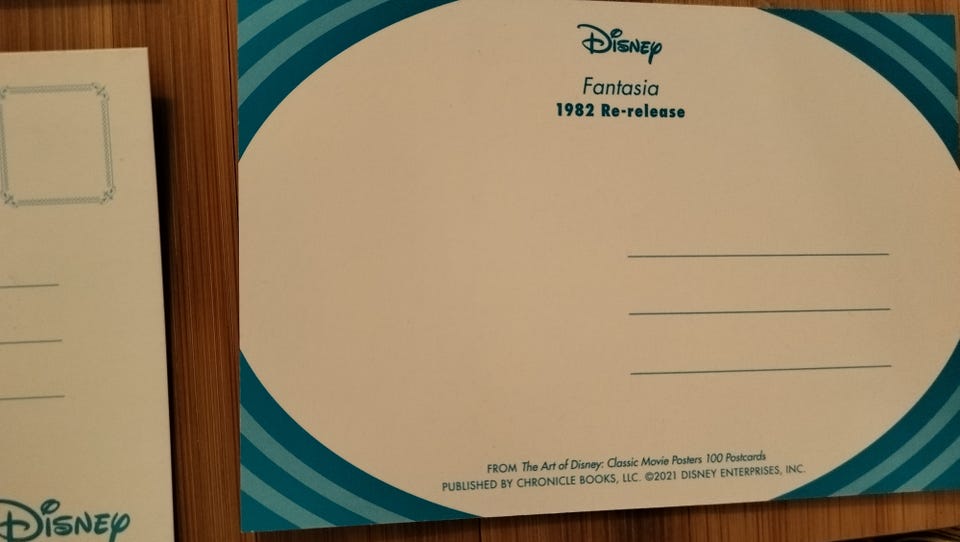 Disney
Fantasia
1982 Re-release
FROM The Art of Disney: Classic Movie Posters 100 Postcards
PUBLISHED BY CHRONICLE BOOKS, LLC. ©2021 DISNEY ENTERPRISES, INC.
Disney